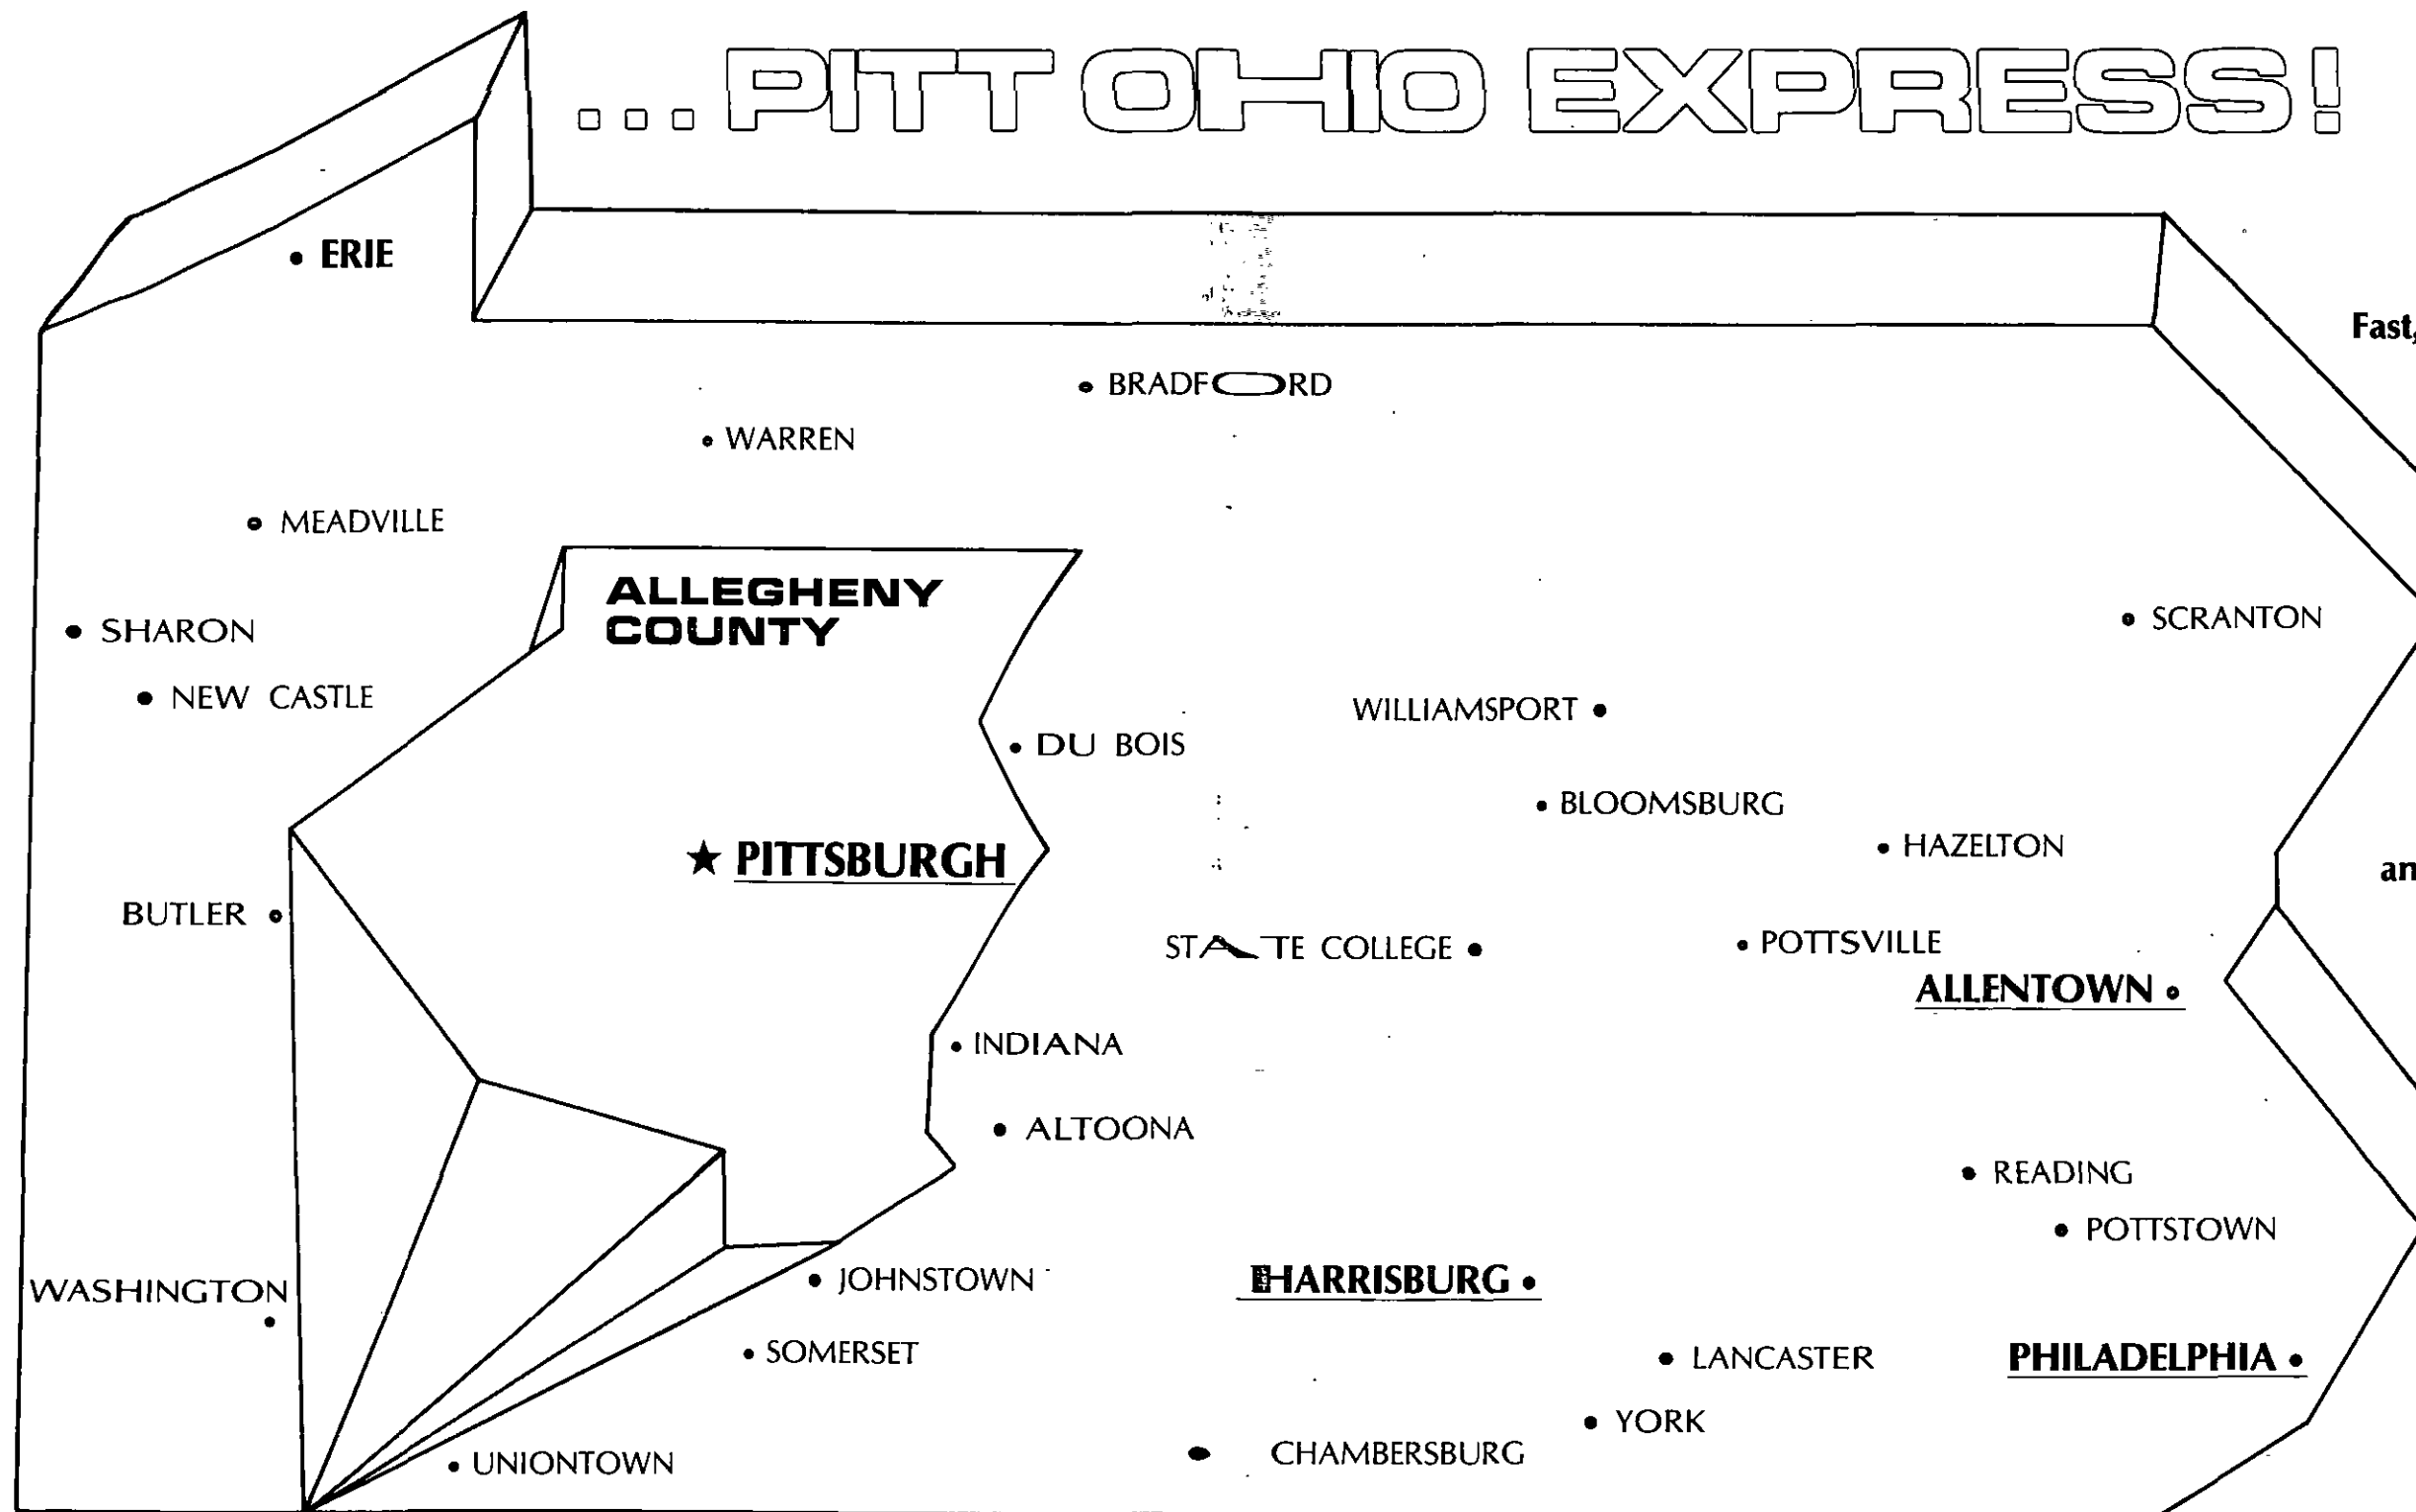 ...PITT OHIO EXPRESS!
ERIE
Fast,
BRADFORD
WARREN
MEADVILLE
ALLEGHENY
COUNTY
SCRANTON
SHARON
NEW CASTLE
WILLIAMSPORT
DU BOIS
BLOOMSBURG
HAZELTON
★ PITTSBURGH
an
BUTLER
STATE COLLEGE
POTTSVILLE
ALLENTOWN
INDIANA
ALTOONA
READING
POTTSTOWN
JOHNSTOWN
HARRISBURG
WASHINGTON
SOMERSET
LANCASTER
PHILADELPHIA
YORK
CHAMBERSBURG
UNIONTOWN